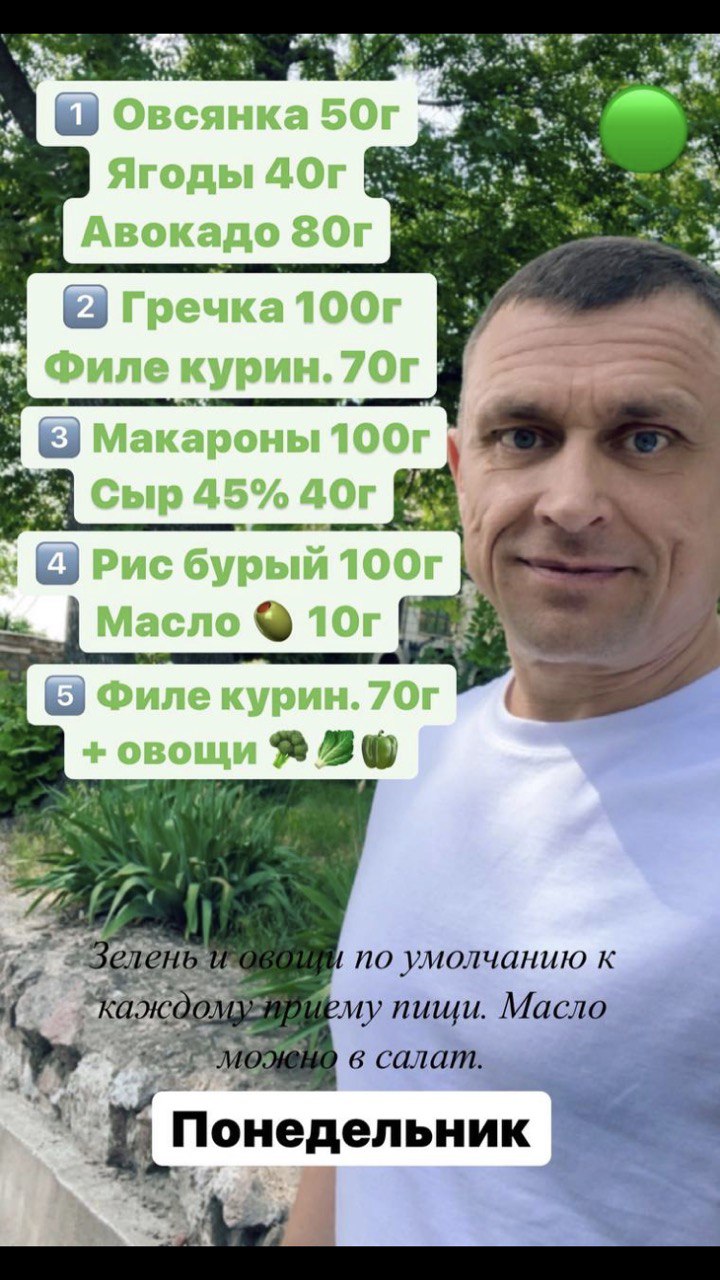 1 Овсянка 50г
Ягоды 40г
Авокадо 80г
2 Гречка 100г
Филе курин. 70г
3 Макароны 100г
Сыр 45% 40г
4 Рис бурый 100г
Масло 🫒 10г
5 Филе курин. 70г
+ овощи 🥦🥬🫑
Зелень и овощи по умолчанию к
каждому приему пищи. Масло
можно в салат.
Понедельник